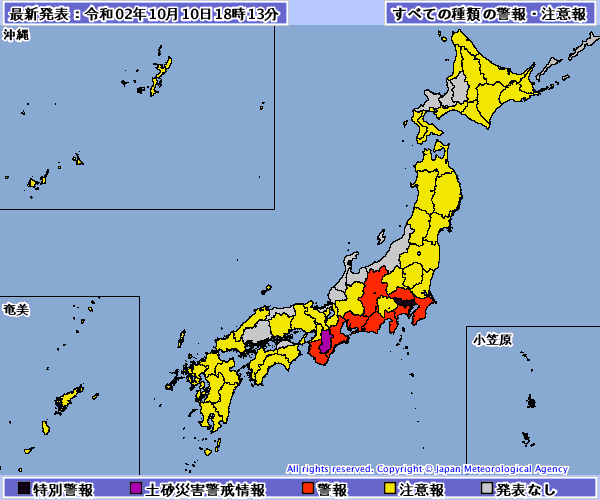 最新発表：令和02年10月10日18時13分
すべての種類の警報・注意報
沖縄
奄美
小笠原
All rights reserved. Copyright © Japan Meteorological Agency
特別警報
土砂災害警戒情報
警報
注意報
発表なし